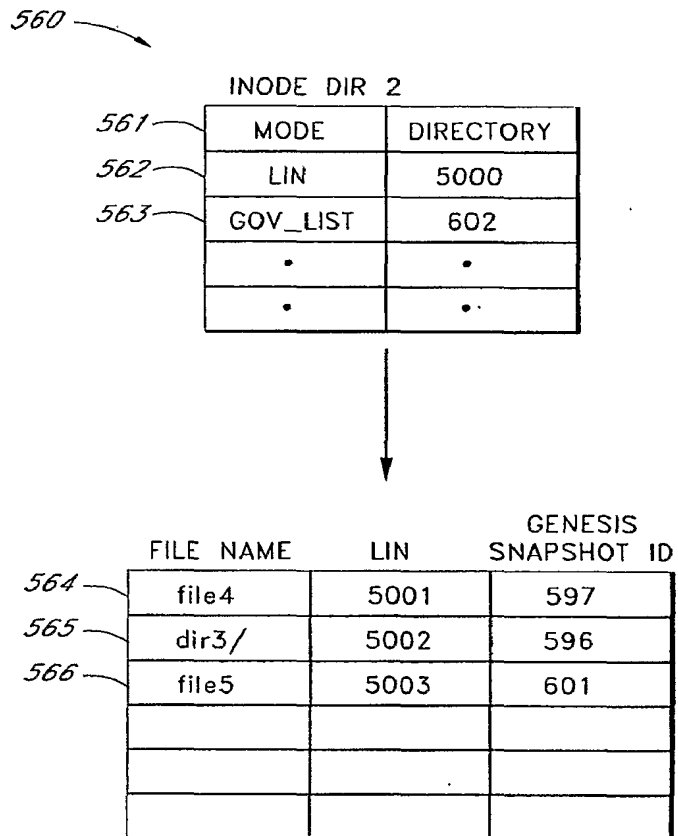 560
INODE DIR 2
561 MODE DIRECTORY
562 LIN 5000
563 GOV_LIST 602
• •
• •
GENESIS
FILE NAME LIN SNAPSHOT ID
564 file4 5001 597
565 dir3/ 5002 596
566 file5 5003 601